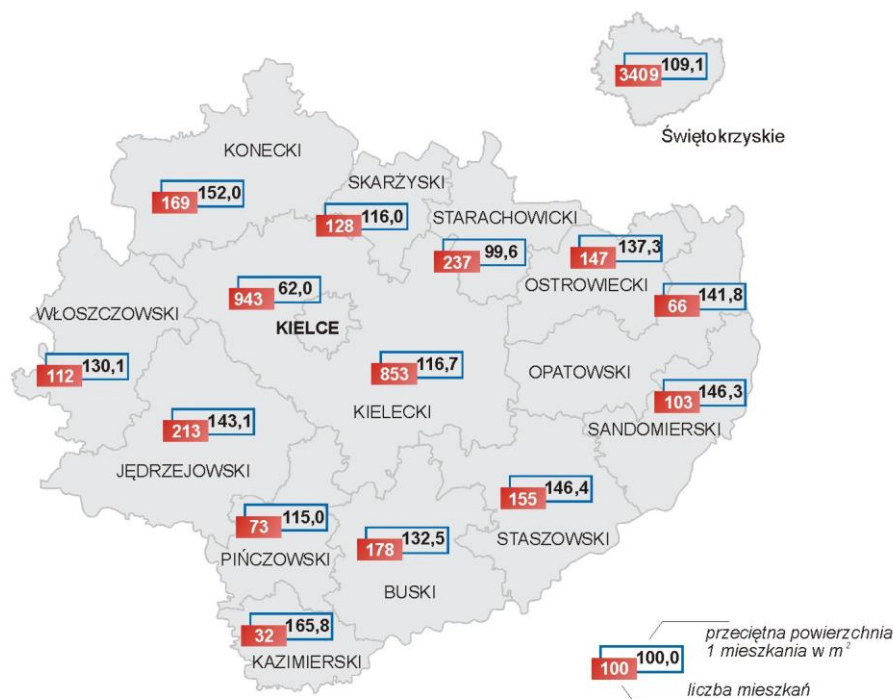 109,1
3409
Świętokrzyskie
KONECKI
152,0
169
SKARŻYSKI
116,0
128
STARACHOWICKI
99,6
237
137,3
147
OSTROWIECKI
141,8
66
62,0
943
KIELCE
WŁOSZCZOWSKI
130,1
112
116,7
853
KIELECKI
OPATOWSKI
146,3
103
SANDOMIERSKI
143,1
213
JĘDRZEJOWSKI
146,4
155
STASZOWSKI
115,0
73
PIŃCZOWSKI
132,5
178
BUSKI
165,8
32
KAZIMIERSKI
przeciętna powierzchnia
1 mieszkania w m²
100,0
100
liczba mieszkań